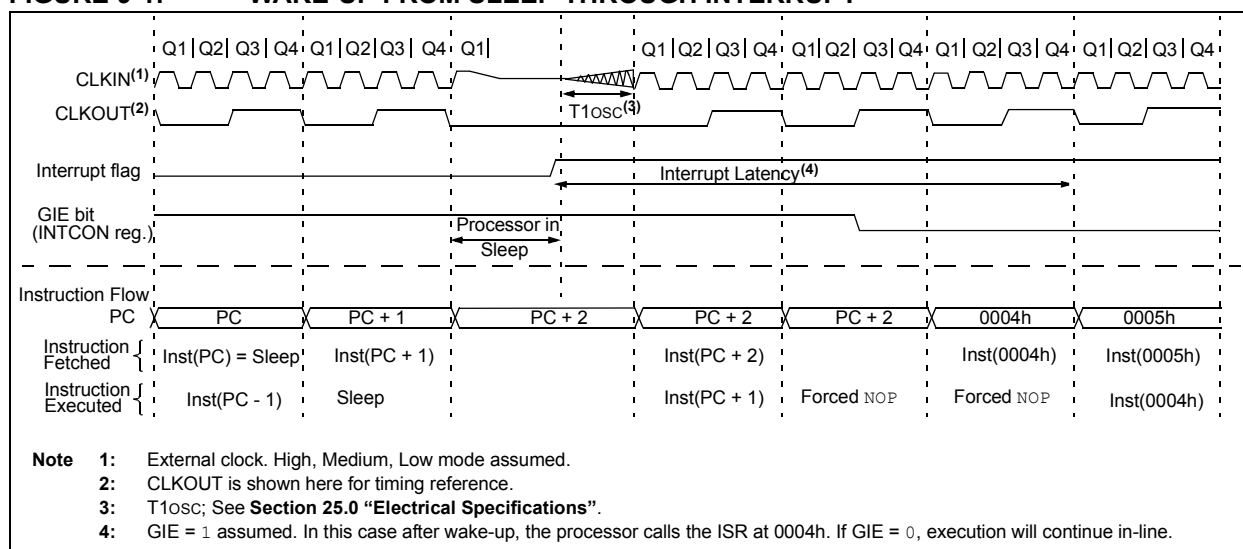 Q1 Q2 Q3 Q4 Q1 Q2 Q3 Q4 Q1 Q1 Q2 Q3 Q4 Q1 Q2 Q3 Q4 Q1 Q2 Q3 Q4 Q1 Q2 Q3 Q4
CLKIN(1)
CLKOUT(2)
T1OSC(3)
Interrupt flag
Interrupt Latency(4)
GIE bit
(INTCON reg.)
Processor in
Sleep
Instruction Flow
PC PC PC + 1 PC + 2 PC + 2 PC + 2 0004h 0005h
Instruction
Fetched
Inst(PC) = Sleep Inst(PC + 1) Inst(PC + 2) Inst(0004h) Inst(0005h)
Instruction
Executed
Inst(PC - 1) Sleep Inst(PC + 1) Forced NOP Forced NOP Inst(0004h)
Note 1: External clock. High, Medium, Low mode assumed.
2: CLKOUT is shown here for timing reference.
3: T1OSC; See Section 25.0 “Electrical Specifications”.
4: GIE = 1 assumed. In this case after wake-up, the processor calls the ISR at 0004h. If GIE = 0, execution will continue in-line.